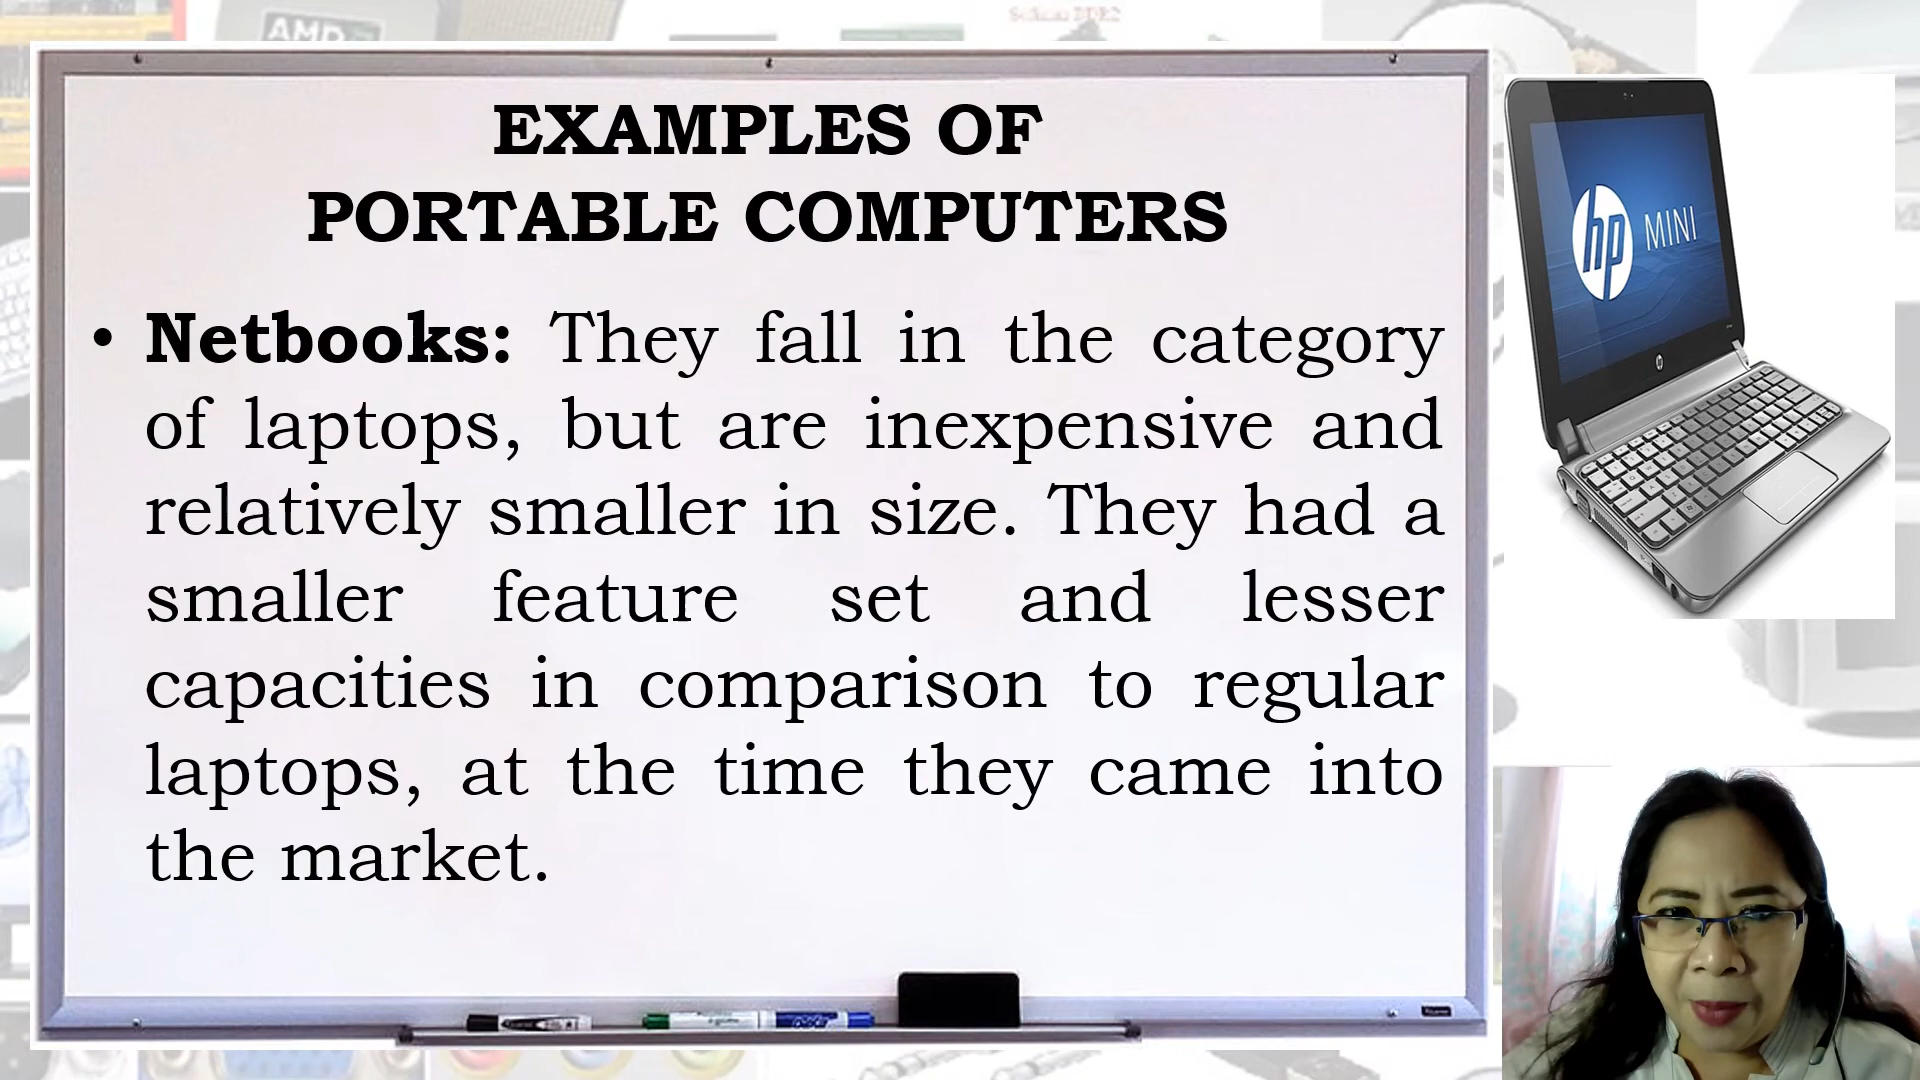 AMD
EXAMPLES OF
PORTABLE COMPUTERS
• Netbooks: They fall in the category
of laptops, but are inexpensive and
relatively smaller in size. They had a
smaller feature set and lesser
capacities in comparison to regular
laptops, at the time they came into
the market.
hp MINI